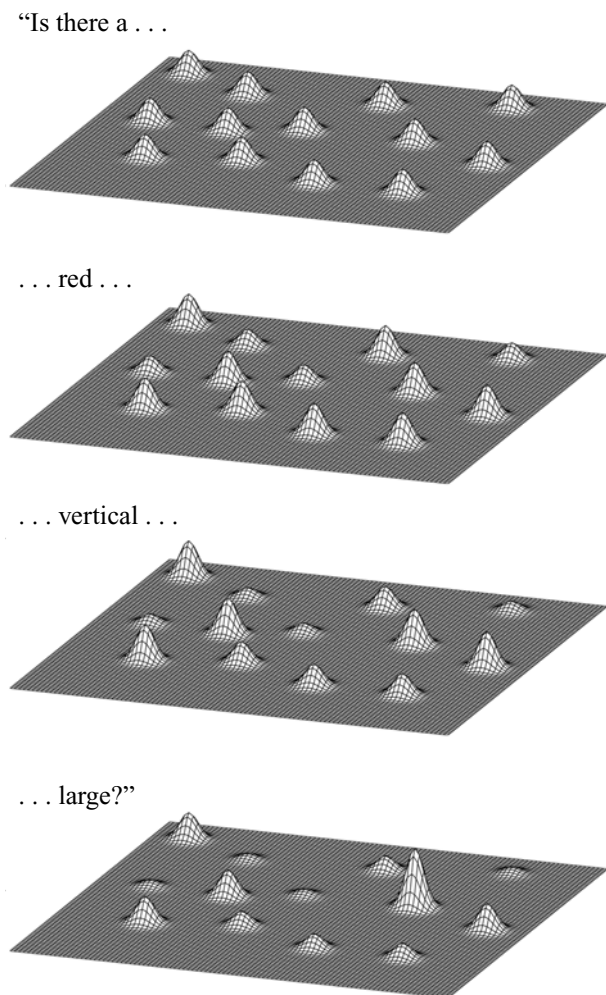 “Is there a . . .
. . . red . . .
. . . vertical . . .
. . . large?”